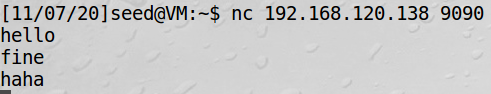 [11/07/20]seed@VM:~$ nc 192.168.120.138 9090
hello
fine
haha